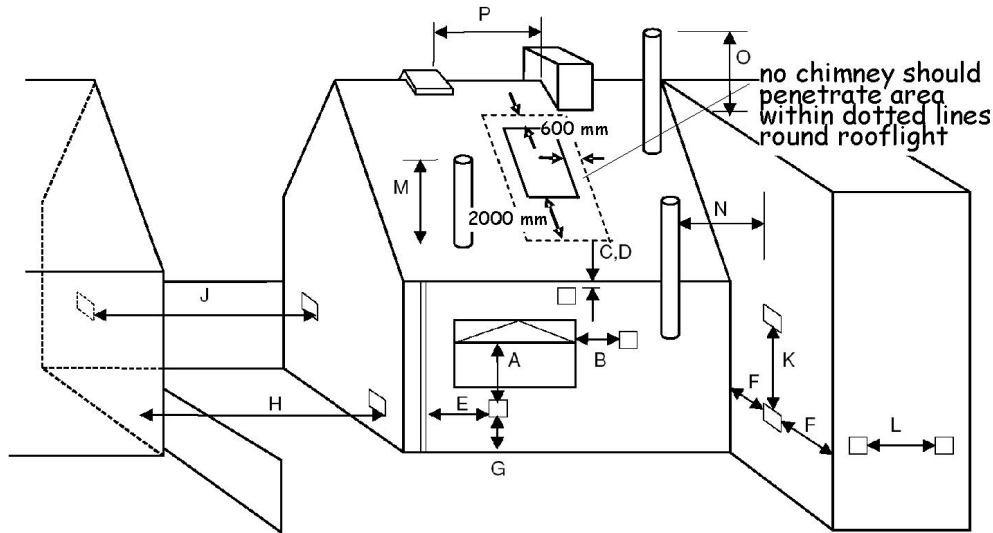 P
O
no chimney should
penetrate area
within dotted lines
round rooflight
600 mm
M
2000 mm
N
C,D
J
A
B
K
F
H
E
F
L
G